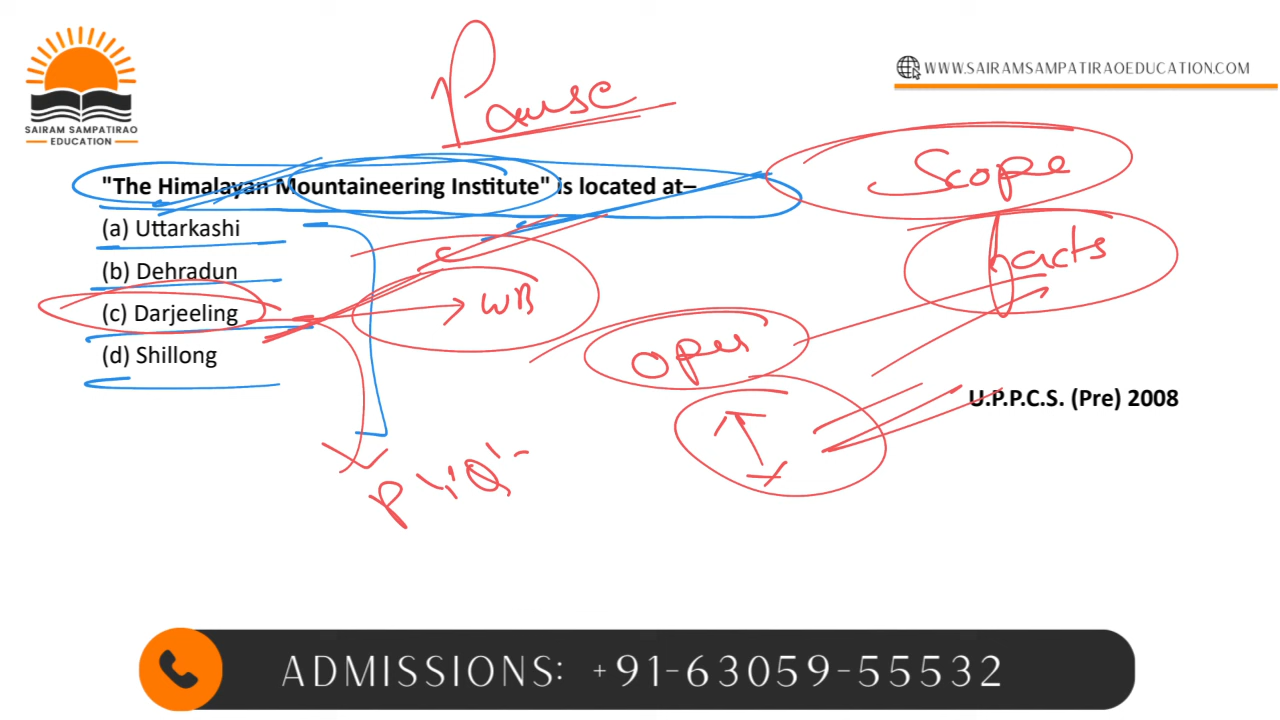 Pause
WWW.SAIRAMSAMPATIRAOEDUCATION.COM
SAIRAM SAMPATIRAO
EDUCATION
"The Himalayan Mountaineering Institute" is located at–
Scope
(a) Uttarkashi
facts
(b) Dehradun
WB
(c) Darjeeling
(d) Shillong
U.P.P.C.S. (Pre) 2008
ADMISSIONS: +91-63059-55532